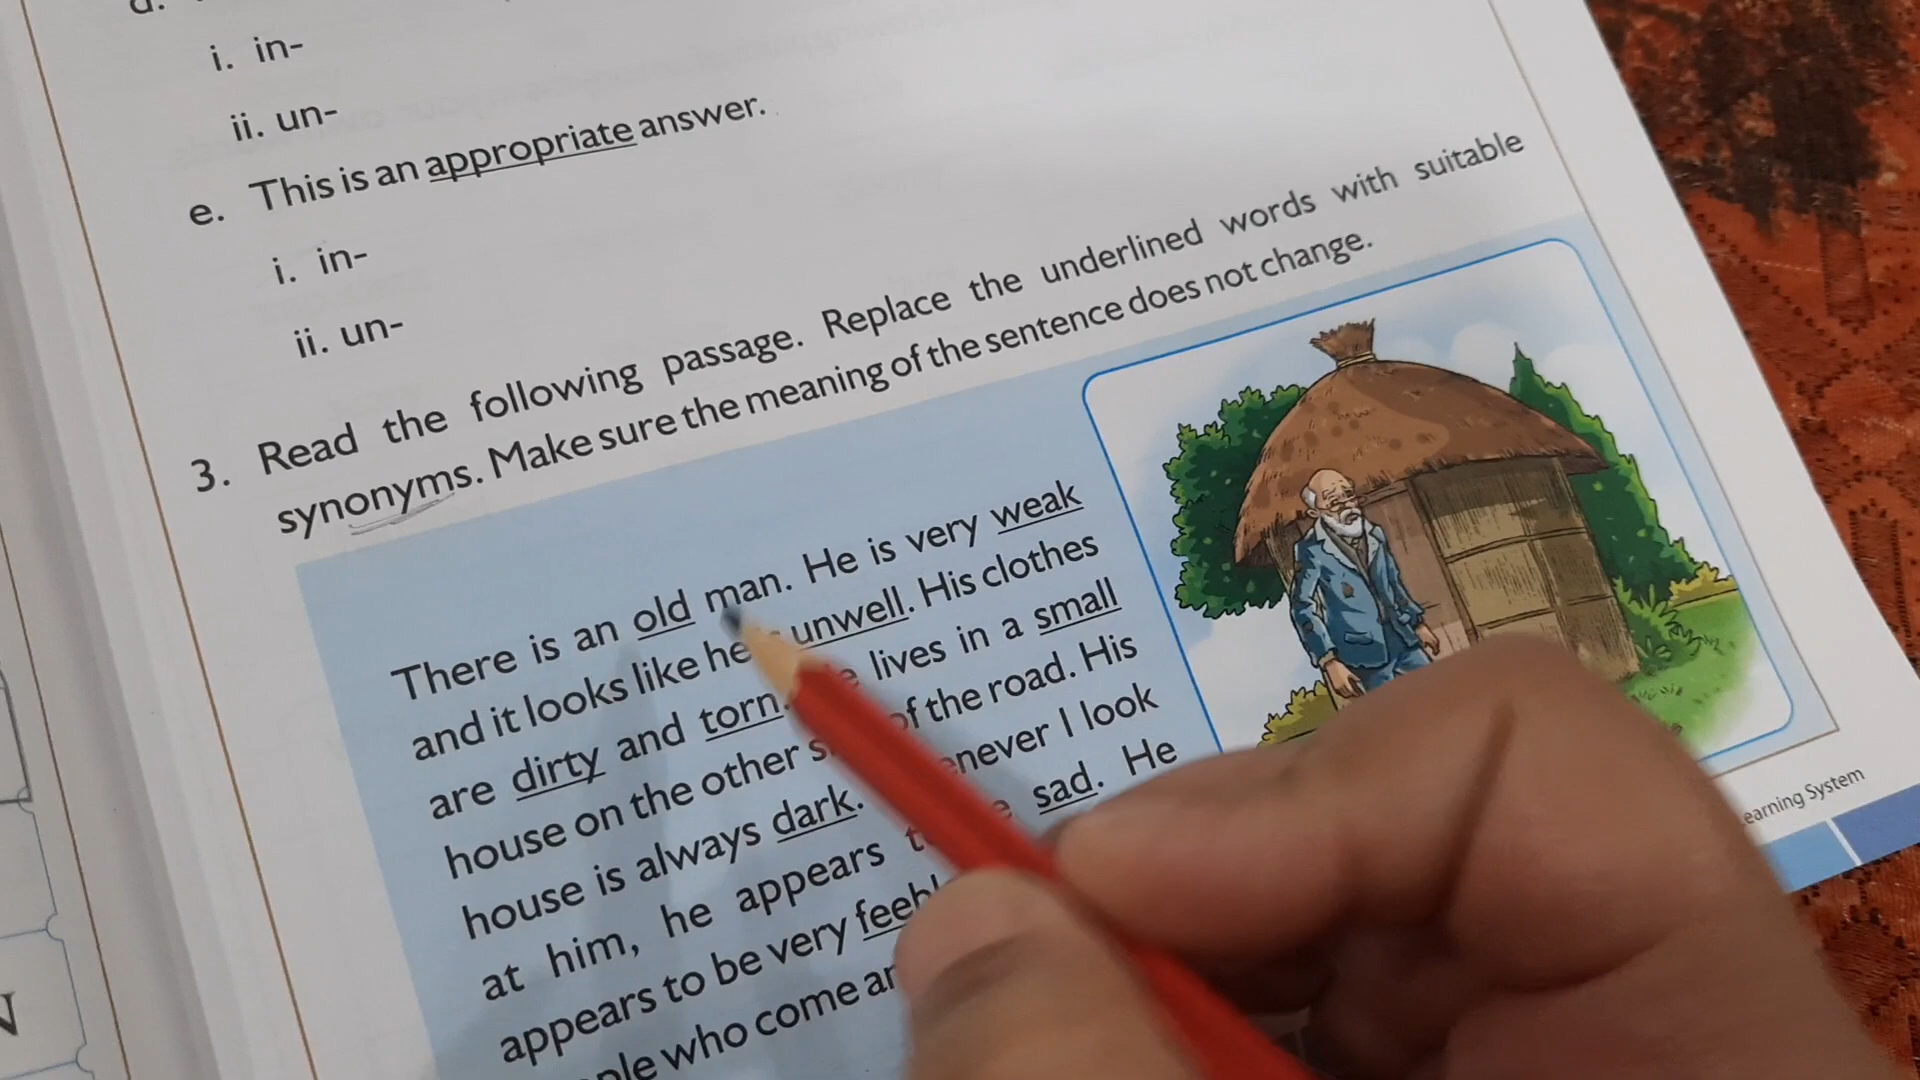 i. in-
ii. un-
e. This is an appropriate answer.
i. in-
ii. un-
3. Read the following passage. Replace the underlined words with suitable
synonyms. Make sure the meaning of the sentence does not change.
There is an old man. He is very weak
and it looks like he unwell. His clothes
are dirty and torn. lives in a small
house on the other of the road. His
house is always dark. I look
at him, he appears sad. He
appears to be very
who come
earning System